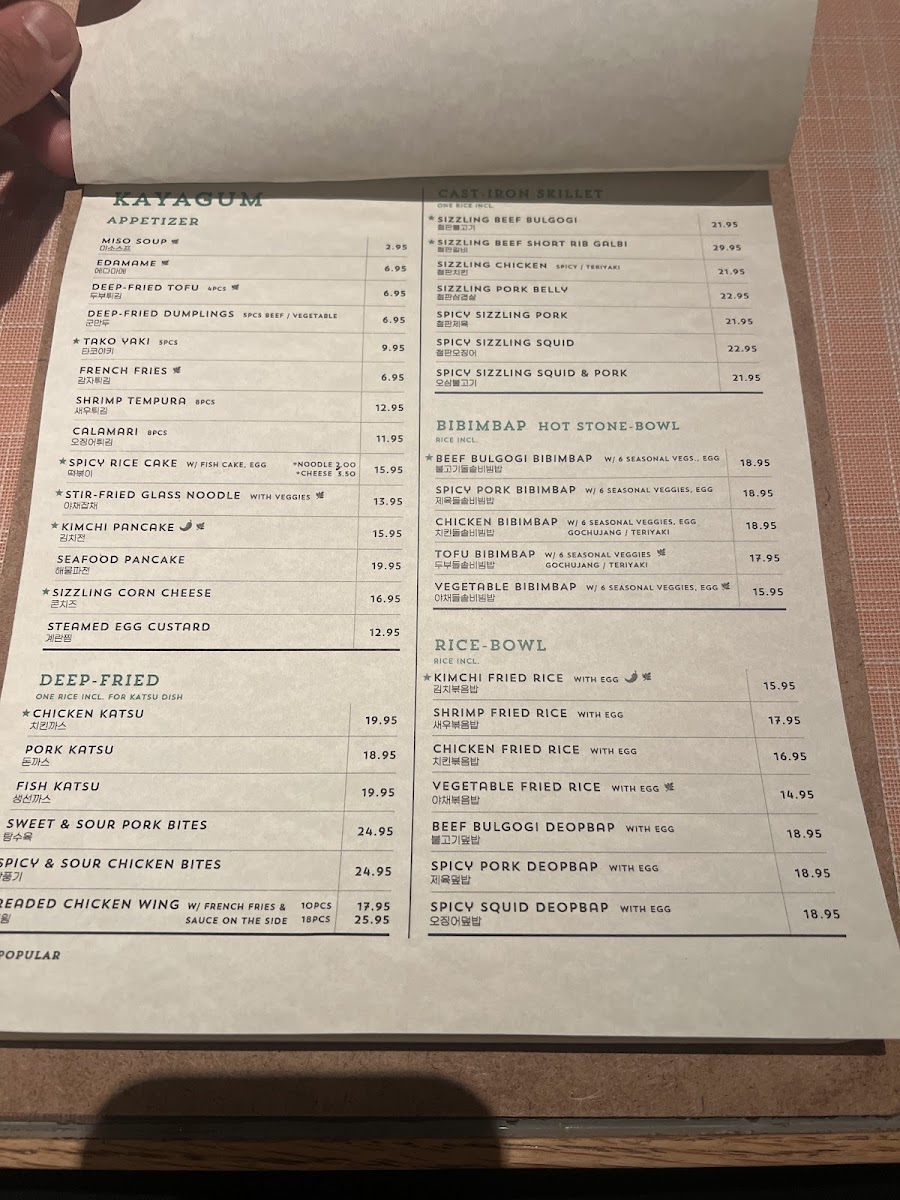 KAYAGUM
APPETIZER
MISO SOUP 2.95
미소스프
EDAMAME 6.95
에다마메
DEEP-FRIED TOFU 4PCS 6.95
두부튀김
DEEP-FRIED DUMPLINGS 5PCS BEEF / VEGETABLE 6.95
군만두
★ TAKO YAKI 5PCS 9.95
타코야키
FRENCH FRIES 6.95
감자튀김
SHRIMP TEMPURA 8PCS 12.95
새우튀김
CALAMARI 8PCS 11.95
오징어튀김
★ SPICY RICE CAKE W/ FISH CAKE, EGG *NOODLE 2.00 15.95
떡볶이 *CHEESE 3.50
★ STIR-FRIED GLASS NOODLE WITH VEGGIES 13.95
야채잡채
★ KIMCHI PANCAKE 15.95
김치전
SEAFOOD PANCAKE 19.95
해물파전
★ SIZZLING CORN CHEESE 16.95
콘치즈
STEAMED EGG CUSTARD 12.95
계란찜
DEEP-FRIED
ONE RICE INCL. FOR KATSU DISH
★ CHICKEN KATSU 19.95
치킨까스
PORK KATSU 18.95
돈까스
FISH KATSU 19.95
생선까스
SWEET & SOUR PORK BITES 24.95
탕수육
SPICY & SOUR CHICKEN BITES 24.95
풍기
READED CHICKEN WING W/ FRENCH FRIES & 10PCS 17.95
윙 SAUCE ON THE SIDE 18PCS 25.95
POPULAR
CAST-IRON SKILLET
ONE RICE INCL.
★ SIZZLING BEEF BULGOGI 21.95
철판불고기
★ SIZZLING BEEF SHORT RIB GALBI 29.95
철판갈비
SIZZLING CHICKEN SPICY / TERIYAKI 21.95
철판치킨
SIZZLING PORK BELLY 22.95
철판삼겹살
SPICY SIZZLING PORK 21.95
철판제육
SPICY SIZZLING SQUID 22.95
철판오징어
SPICY SIZZLING SQUID & PORK 21.95
오삼불고기
BIBIMBAP HOT STONE-BOWL
RICE INCL.
★ BEEF BULGOGI BIBIMBAP W/ 6 SEASONAL VEGS., EGG 18.95
불고기돌솥비빔밥
SPICY PORK BIBIMBAP W/ 6 SEASONAL VEGGIES, EGG 18.95
제육돌솥비빔밥
CHICKEN BIBIMBAP W/ 6 SEASONAL VEGGIES, EGG 18.95
치킨돌솥비빔밥 GOCHUJANG / TERIYAKI
TOFU BIBIMBAP W/ 6 SEASONAL VEGGIES 17.95
두부돌솥비빔밥 GOCHUJANG / TERIYAKI
VEGETABLE BIBIMBAP W/ 6 SEASONAL VEGGIES, EGG 15.95
야채돌솥비빔밥
RICE-BOWL
RICE INCL.
★ KIMCHI FRIED RICE WITH EGG 15.95
김치볶음밥
SHRIMP FRIED RICE WITH EGG 17.95
새우볶음밥
CHICKEN FRIED RICE WITH EGG 16.95
치킨볶음밥
VEGETABLE FRIED RICE WITH EGG 14.95
야채볶음밥
BEEF BULGOGI DEOPBAP WITH EGG 18.95
불고기덮밥
SPICY PORK DEOPBAP WITH EGG 18.95
제육덮밥
SPICY SQUID DEOPBAP WITH EGG 18.95
오징어덮밥